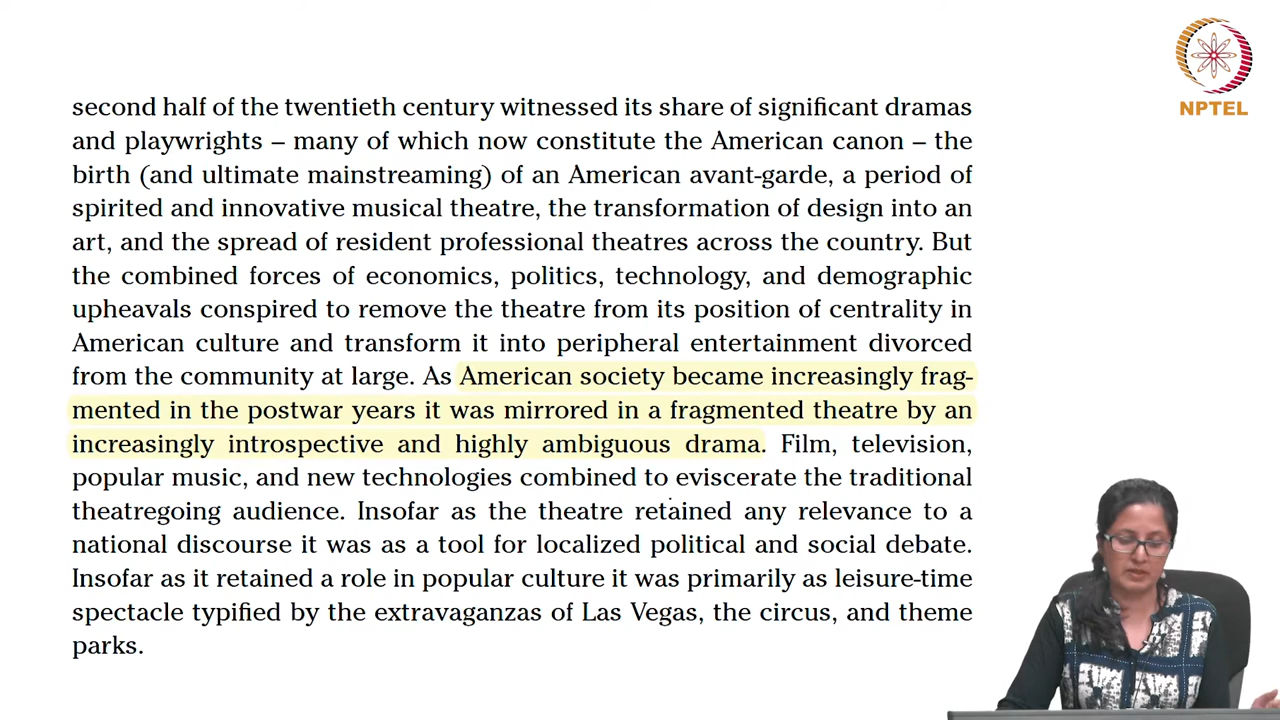 NPTEL
second half of the twentieth century witnessed its share of significant dramas
and playwrights – many of which now constitute the American canon – the
birth (and ultimate mainstreaming) of an American avant-garde, a period of
spirited and innovative musical theatre, the transformation of design into an
art, and the spread of resident professional theatres across the country. But
the combined forces of economics, politics, technology, and demographic
upheavals conspired to remove the theatre from its position of centrality in
American culture and transform it into peripheral entertainment divorced
from the community at large. As American society became increasingly frag-
mented in the postwar years it was mirrored in a fragmented theatre by an
increasingly introspective and highly ambiguous drama. Film, television,
popular music, and new technologies combined to eviscerate the traditional
theatregoing audience. Insofar as the theatre retained any relevance to a
national discourse it was as a tool for localized political and social debate.
Insofar as it retained a role in popular culture it was primarily as leisure-time
spectacle typified by the extravaganzas of Las Vegas, the circus, and theme
parks.